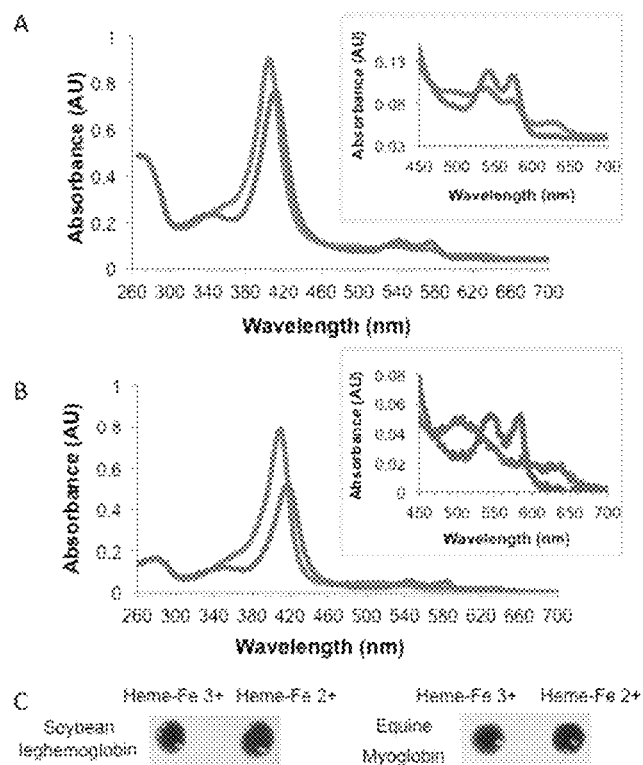 A
Absorbance (AU)
1
0.8
0.6
0.4
0.2
0
260 300 340 380 420 460 500 540 580 620 660 700
Wavelength (nm)
Absorbance (AU)
0.13
0.08
0.03
450 500 550 600 650 700
Wavelength (nm)
B
Absorbance (AU)
1
0.8
0.6
0.4
0.2
0
260 300 340 380 420 460 500 540 580 620 660 700
Wavelength (nm)
Absorbance (AU)
0.08
0.06
0.04
0.02
0
450 500 550 600 650 700
Wavelength (nm)
C
Heme-Fe 3+ Heme-Fe 2+
Soybean
leghemoglobin
Heme-Fe 3+ Heme-Fe 2+
Equine
Myoglobin